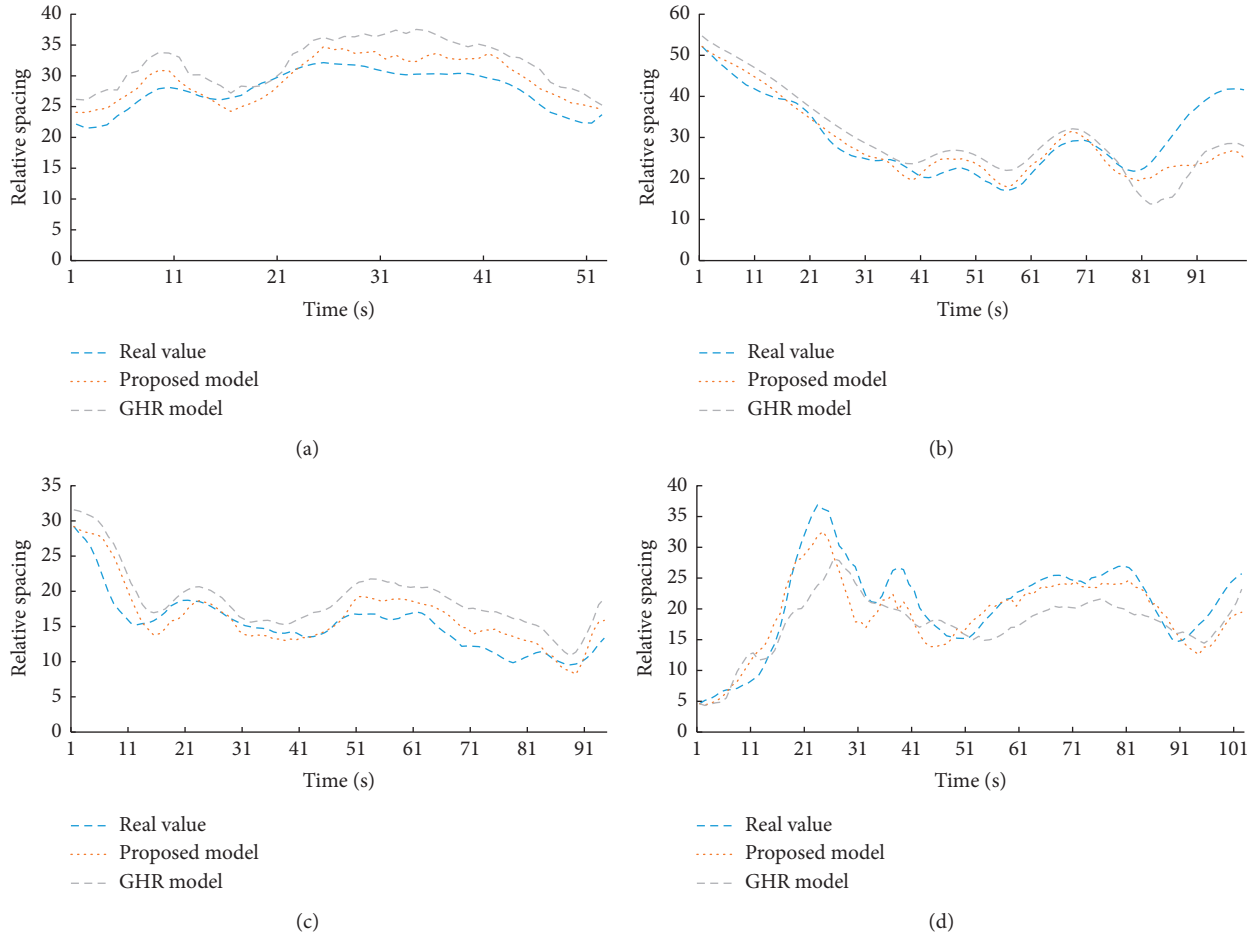 40
35
30
25
20
15
10
5
0
Relative spacing
1 11 21 31 41 51
Time (s)
Real value
Proposed model
GHR model
(a)
60
50
40
30
20
10
0
Relative spacing
1 11 21 31 41 51 61 71 81 91
Time (s)
Real value
Proposed model
GHR model
(b)
35
30
25
20
15
10
5
0
Relative spacing
1 11 21 31 41 51 61 71 81 91
Time (s)
Real value
Proposed model
GHR model
(c)
40
35
30
25
20
15
10
5
0
Relative spacing
1 11 21 31 41 51 61 71 81 91 101
Time (s)
Real value
Proposed model
GHR model
(d)